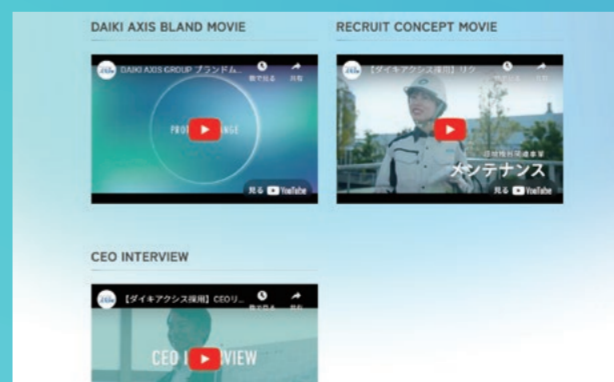 DAIKI AXIS BLAND MOVIE
DAIKI AXIS GROUP ブランドム...
後で見る
共有
見る YouTube
RECRUIT CONCEPT MOVIE
【ダイキアクシス採用】リク
メンテナンス
見る YouTube
CEO INTERVIEW
【ダイキアクシス採用】CEOリ...